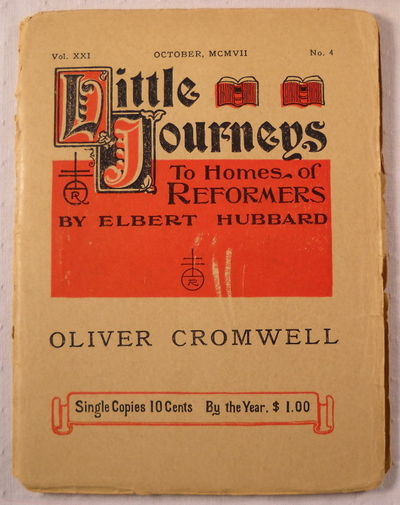 Vol. XXI OCTOBER, MCMVII No. 4
Little
Journeys
To Homes of
REFORMERS
BY ELBERT HUBBARD
R
R
OLIVER CROMWELL
Single Copies 10 Cents By the Year, $ 1.00